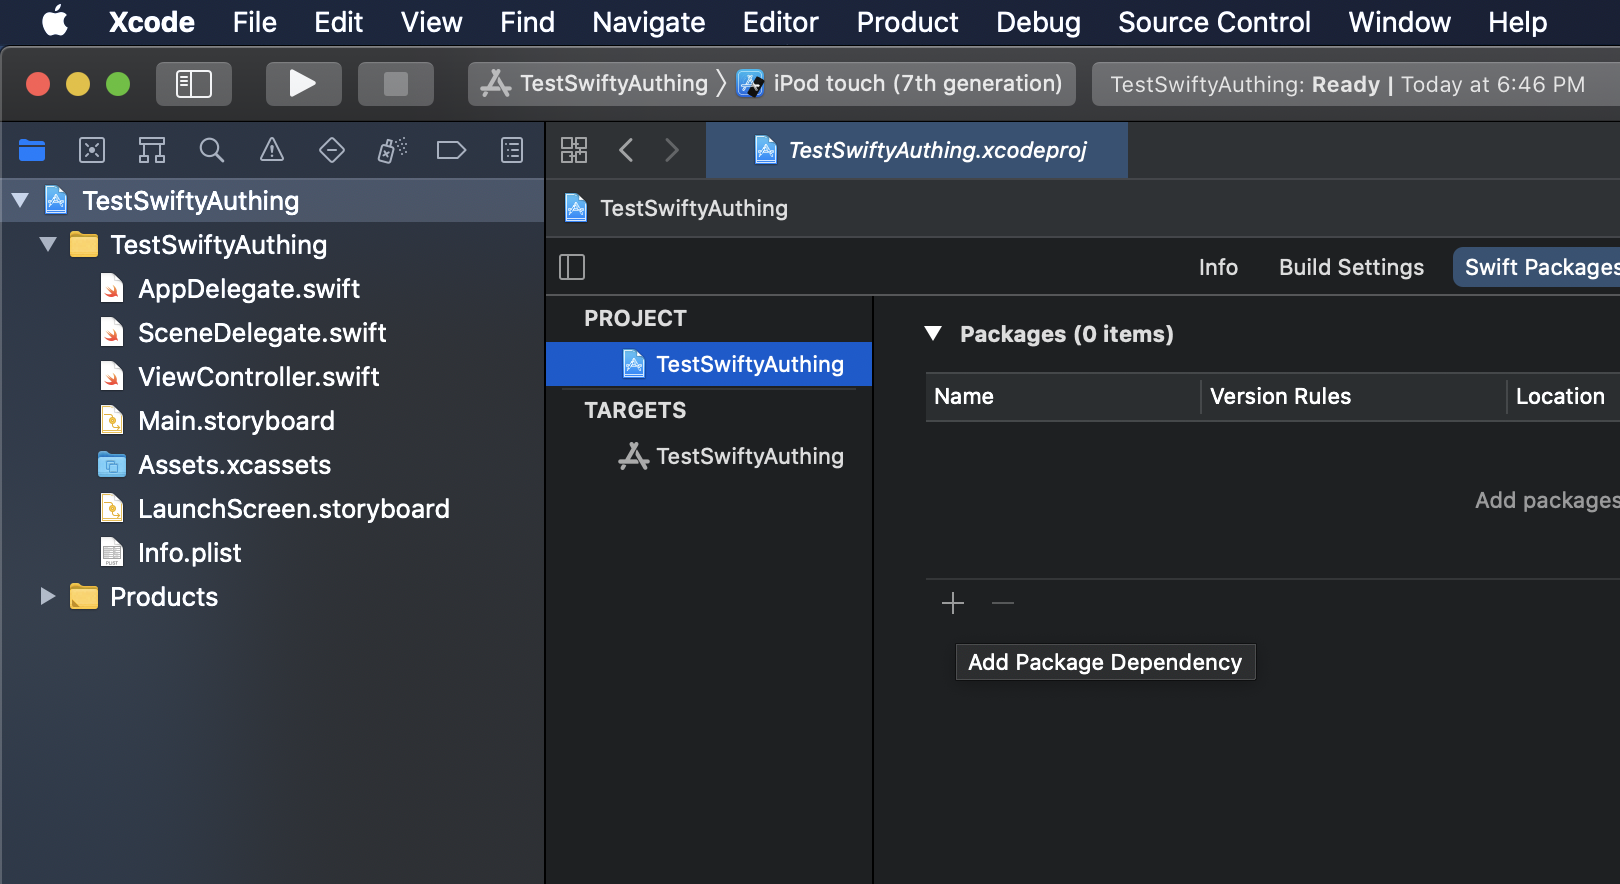 Xcode File Edit View Find Navigate Editor Product Debug Source Control Window Help
TestSwiftyAuthing 〉 iPod touch (7th generation)
TestSwiftyAuthing: Ready | Today at 6:46 PM
TestSwiftyAuthing
TestSwiftyAuthing
AppDelegate.swift
SceneDelegate.swift
ViewController.swift
Main.storyboard
Assets.xcassets
LaunchScreen.storyboard
Info.plist
Products
TestSwiftyAuthing.xcodeproj
TestSwiftyAuthing
Info Build Settings Swift Packages
PROJECT
TestSwiftyAuthing
TARGETS
TestSwiftyAuthing
Packages (0 items)
Name Version Rules Location
Add packages
Add Package Dependency